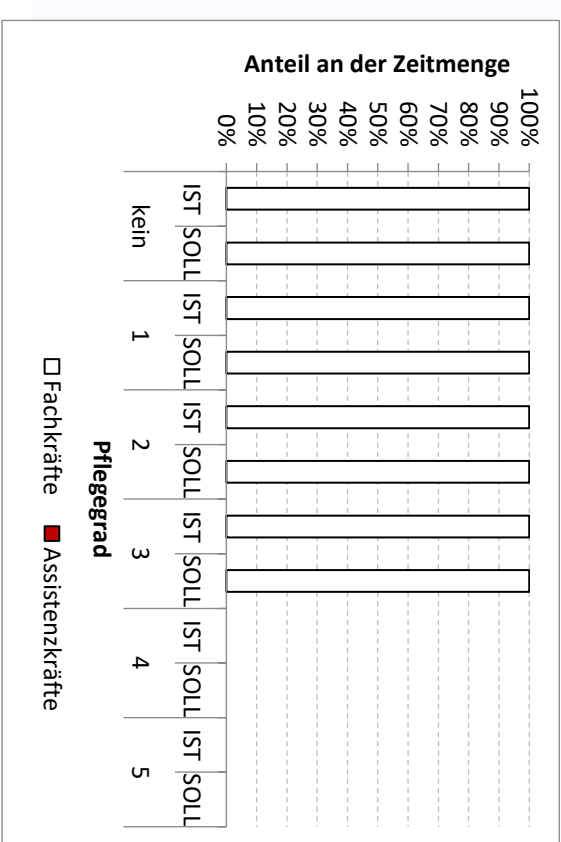 Anteil an der Zeitmenge
100%
90%
80%
70%
60%
50%
40%
30%
20%
10%
0%
IST SOLL IST SOLL IST SOLL IST SOLL IST SOLL IST SOLL
kein 1 2 3 4 5
Pflegegrad
Fachkräfte Assistenzkräfte